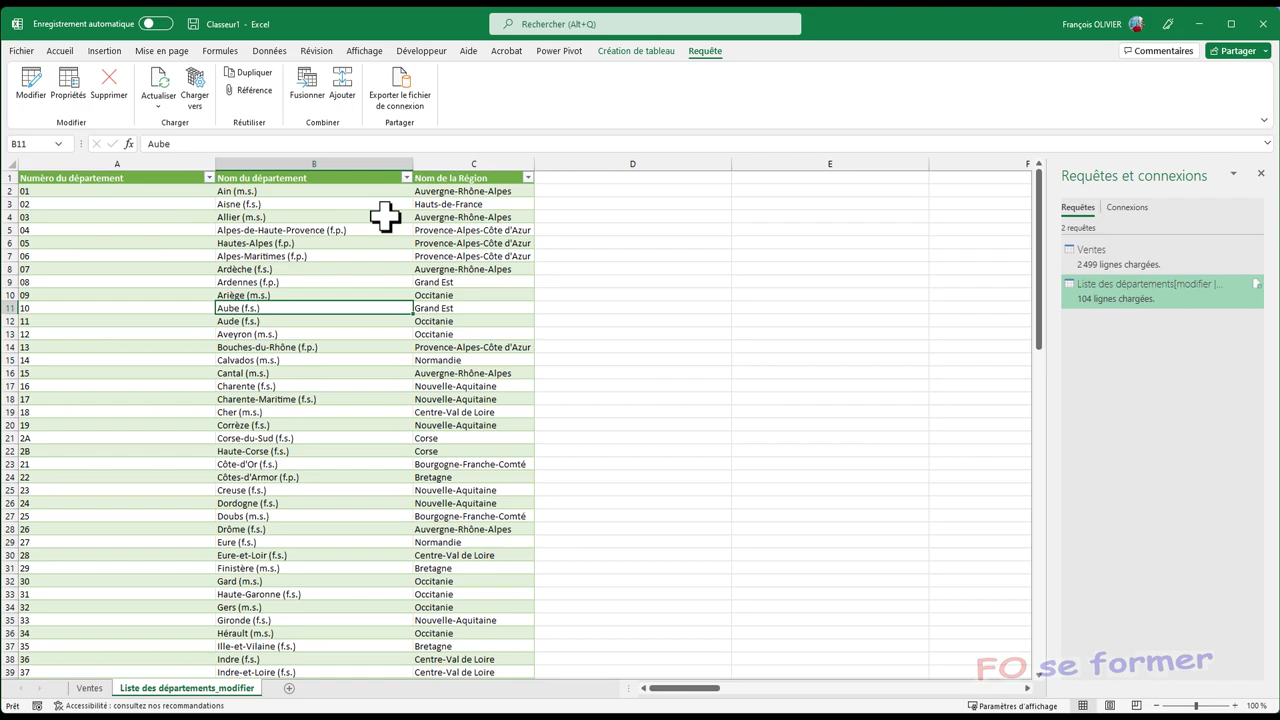 Enregistrement automatique
Classeur1 - Excel
Rechercher (Alt+Q)
François OLIVIER
Fichier Accueil Insertion Mise en page Formules Données Révision Affichage Développeur Aide Acrobat Power Pivot Création de tableau Requête
Commentaires Partager
Modifier Propriétés Supprimer
Modifier
Actualiser Charger vers
Charger
Dupliquer
Référence
Réutiliser
Fusionner Ajouter
Combiner
Exporter le fichier
de connexion
Partager
B11 fx Aube
A B C D E F
1 Numéro du département Nom du département Nom de la Région
2 01 Ain (m.s.) Auvergne-Rhône-Alpes
3 02 Aisne (f.s.) Hauts-de-France
4 03 Allier (m.s.) Auvergne-Rhône-Alpes
5 04 Alpes-de-Haute-Provence (f.p.) Provence-Alpes-Côte d'Azur
6 05 Hautes-Alpes (f.p.) Provence-Alpes-Côte d'Azur
7 06 Alpes-Maritimes (f.p.) Provence-Alpes-Côte d'Azur
8 07 Ardèche (f.s.) Auvergne-Rhône-Alpes
9 08 Ardennes (f.p.) Grand Est
10 09 Ariège (m.s.) Occitanie
11 10 Aube (f.s.) Grand Est
12 11 Aude (f.s.) Occitanie
13 12 Aveyron (m.s.) Occitanie
14 13 Bouches-du-Rhône (f.p.) Provence-Alpes-Côte d'Azur
15 14 Calvados (m.s.) Normandie
16 15 Cantal (m.s.) Auvergne-Rhône-Alpes
17 16 Charente (f.s.) Nouvelle-Aquitaine
18 17 Charente-Maritime (f.s.) Nouvelle-Aquitaine
19 18 Cher (m.s.) Centre-Val de Loire
20 19 Corrèze (f.s.) Nouvelle-Aquitaine
21 2A Corse-du-Sud (f.s.) Corse
22 2B Haute-Corse (f.s.) Corse
23 21 Côte-d'Or (f.s.) Bourgogne-Franche-Comté
24 22 Côtes-d'Armor (f.p.) Bretagne
25 23 Creuse (f.s.) Nouvelle-Aquitaine
26 24 Dordogne (f.s.) Nouvelle-Aquitaine
27 25 Doubs (m.s.) Bourgogne-Franche-Comté
28 26 Drôme (f.s.) Auvergne-Rhône-Alpes
29 27 Eure (f.s.) Normandie
30 28 Eure-et-Loir (f.s.) Centre-Val de Loire
31 29 Finistère (m.s.) Bretagne
32 30 Gard (m.s.) Occitanie
33 31 Haute-Garonne (f.s.) Occitanie
34 32 Gers (m.s.) Occitanie
35 33 Gironde (f.s.) Nouvelle-Aquitaine
36 34 Hérault (m.s.) Occitanie
37 35 Ille-et-Vilaine (f.s.) Bretagne
38 36 Indre (f.s.) Centre-Val de Loire
39 37 Indre-et-Loire (f.s.) Centre-Val de Loire
Requêtes et connexions
Requêtes Connexions
2 requêtes
Ventes
2 499 lignes chargées.
Liste des départements[modifier |...
104 lignes chargées.
FO se former
Ventes Liste des départements_modifier
Prêt Accessibilité : consultez nos recommandations Paramètres d'affichage 100 %